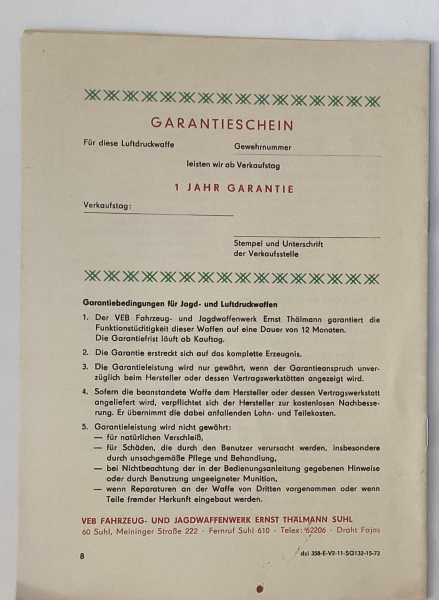 GARANTIESCHEIN
Für diese Luftdruckwaffe Gewehrnummer
leisten wir ab Verkaufstag
1 JAHR GARANTIE
Verkaufstag:
Stempel und Unterschrift
der Verkaufsstelle
Garantiebedingungen für Jagd- und Luftdruckwaffen
1. Der VEB Fahrzeug- und Jagdwaffenwerk Ernst Thälmann garantiert die
Funktionstüchtigkeit dieser Waffen auf eine Dauer von 12 Monaten.
Die Garantiefrist läuft ab Kauftag.
2. Die Garantie erstreckt sich auf das komplette Erzeugnis.
3. Die Garantieleistung wird nur gewährt, wenn der Garantieanspruch unver-
züglich beim Hersteller oder dessen Vertragswerkstätten angezeigt wird.
4. Sofern die beanstandete Waffe dem Hersteller oder dessen Vertragswerkstatt
angeliefert wird, verpflichtet sich der Hersteller zur kostenlosen Nachbesse-
rung. Er übernimmt die dabei anfallenden Lohn- und Teilekosten.
5. Garantieleistung wird nicht gewährt:
— für natürlichen Verschleiß,
— für Schäden, die durch den Benutzer verursacht werden, insbesondere
durch unsachgemäße Pflege und Behandlung,
— bei Nichtbeachtung der in der Bedienungsanleitung gegebenen Hinweise
oder durch Benutzung ungeeigneter Munition,
— wenn Reparaturen an der Waffe von Dritten vorgenommen oder wenn
Teile fremder Herkunft eingebaut werden.
VEB FAHRZEUG- UND JAGDWAFFENWERK ERNST THÄLMANN SUHL
60 Suhl, Meininger Straße 222 · Fernruf Suhl 610 · Telex: 62206 · Draht Fajas
8 dzi 358-E-V2-11-SG132-15-73